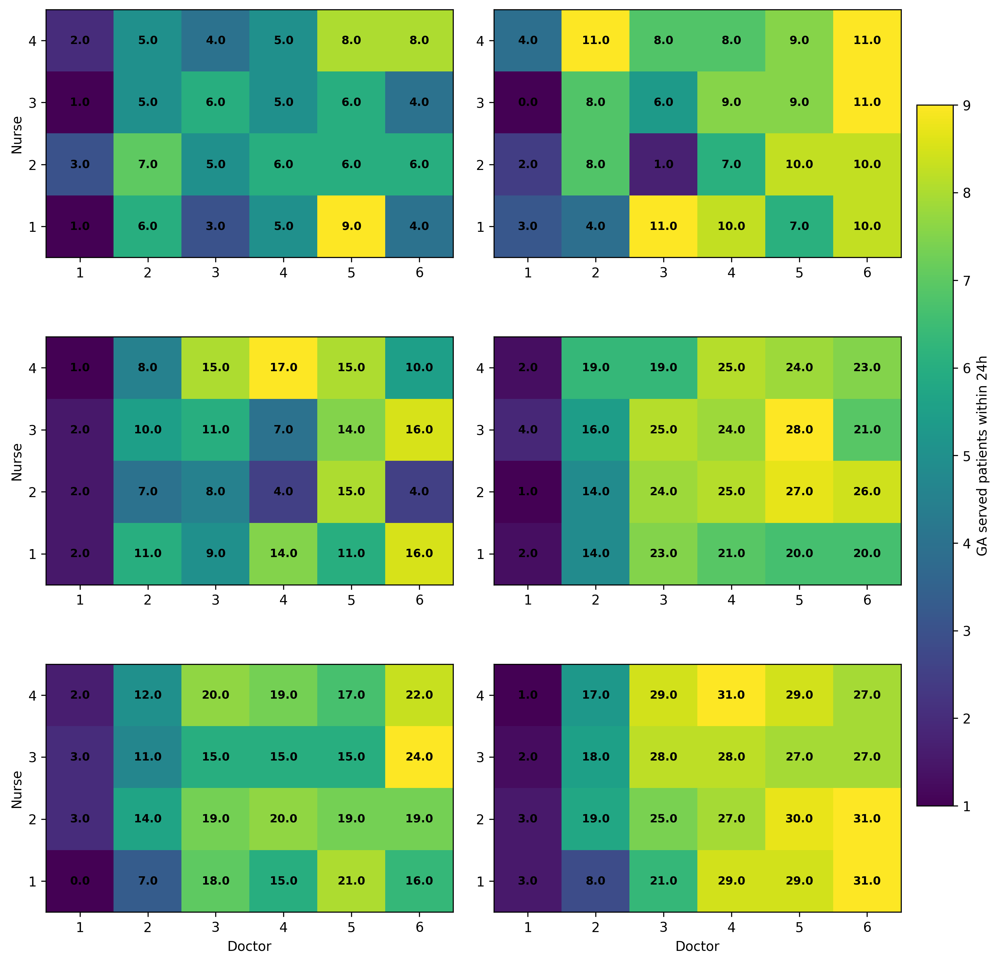 4 2.0 5.0 4.0 5.0 8.0 8.0
3 1.0 5.0 6.0 5.0 6.0 4.0
2 3.0 7.0 5.0 6.0 6.0 6.0
1 1.0 6.0 3.0 5.0 9.0 4.0
1 2 3 4 5 6
Nurse
4 4.0 11.0 8.0 8.0 9.0 11.0
3 0.0 8.0 6.0 9.0 9.0 11.0
2 2.0 8.0 1.0 7.0 10.0 10.0
1 3.0 4.0 11.0 10.0 7.0 10.0
1 2 3 4 5 6
4 1.0 8.0 15.0 17.0 15.0 10.0
3 2.0 10.0 11.0 7.0 14.0 16.0
2 2.0 7.0 8.0 4.0 15.0 4.0
1 2.0 11.0 9.0 14.0 11.0 16.0
1 2 3 4 5 6
Nurse
4 2.0 19.0 19.0 25.0 24.0 23.0
3 4.0 16.0 25.0 24.0 28.0 21.0
2 1.0 14.0 24.0 25.0 27.0 26.0
1 2.0 14.0 23.0 21.0 20.0 20.0
1 2 3 4 5 6
4 2.0 12.0 20.0 19.0 17.0 22.0
3 3.0 11.0 15.0 15.0 15.0 24.0
2 3.0 14.0 19.0 20.0 19.0 19.0
1 0.0 7.0 18.0 15.0 21.0 16.0
1 2 3 4 5 6
Nurse
Doctor
4 1.0 17.0 29.0 31.0 29.0 27.0
3 2.0 18.0 28.0 28.0 27.0 27.0
2 3.0 19.0 25.0 27.0 30.0 31.0
1 3.0 8.0 21.0 29.0 29.0 31.0
1 2 3 4 5 6
Doctor
9
8
7
6
5
4
3
2
1
GA served patients within 24h